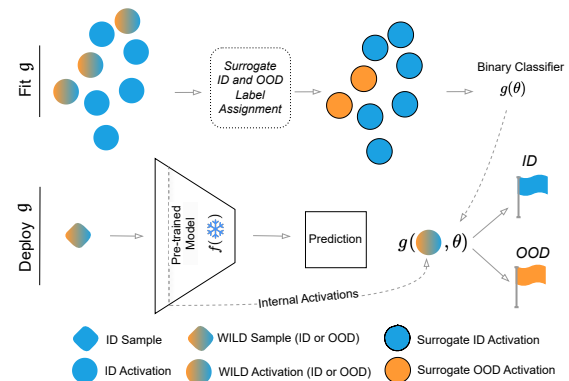 Fit g
Surrogate
ID and OOD
Label
Assignment
Binary Classifier
g(θ)
Deploy g
Pre-trained
Model
f(❄)
Prediction
g( , θ)
ID
OOD
Internal Activations
ID Sample
WILD Sample (ID or OOD)
Surrogate ID Activation
ID Activation
WILD Activation (ID or OOD)
Surrogate OOD Activation